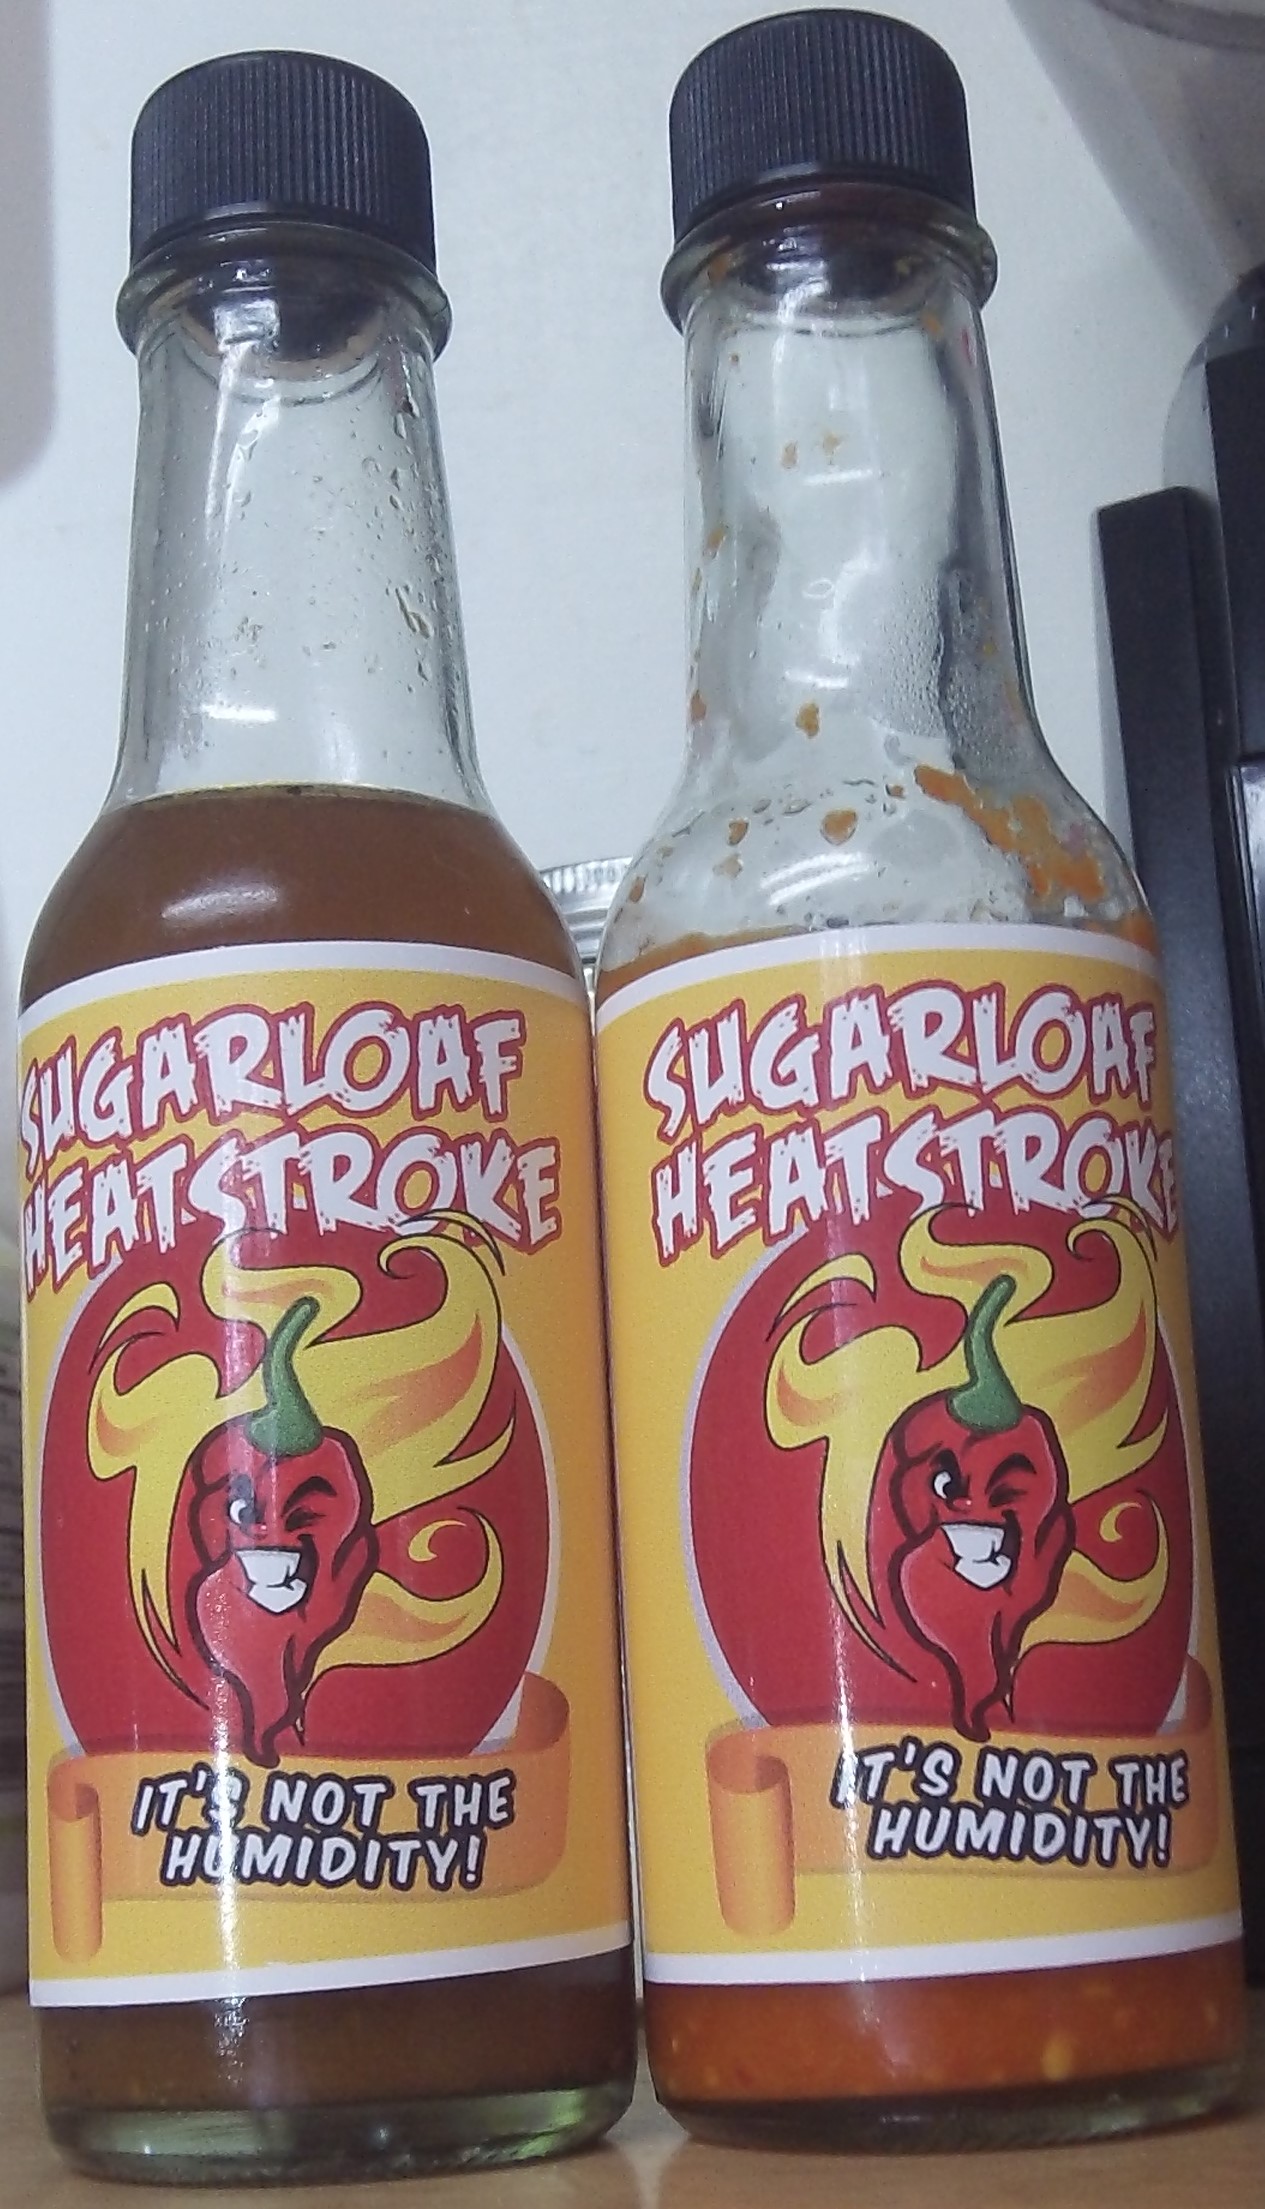 SUGARLOAF
HEATSTROKE
IT'S NOT THE
HUMIDITY!
SUGARLOAF
HEATSTROKE
IT'S NOT THE
HUMIDITY!